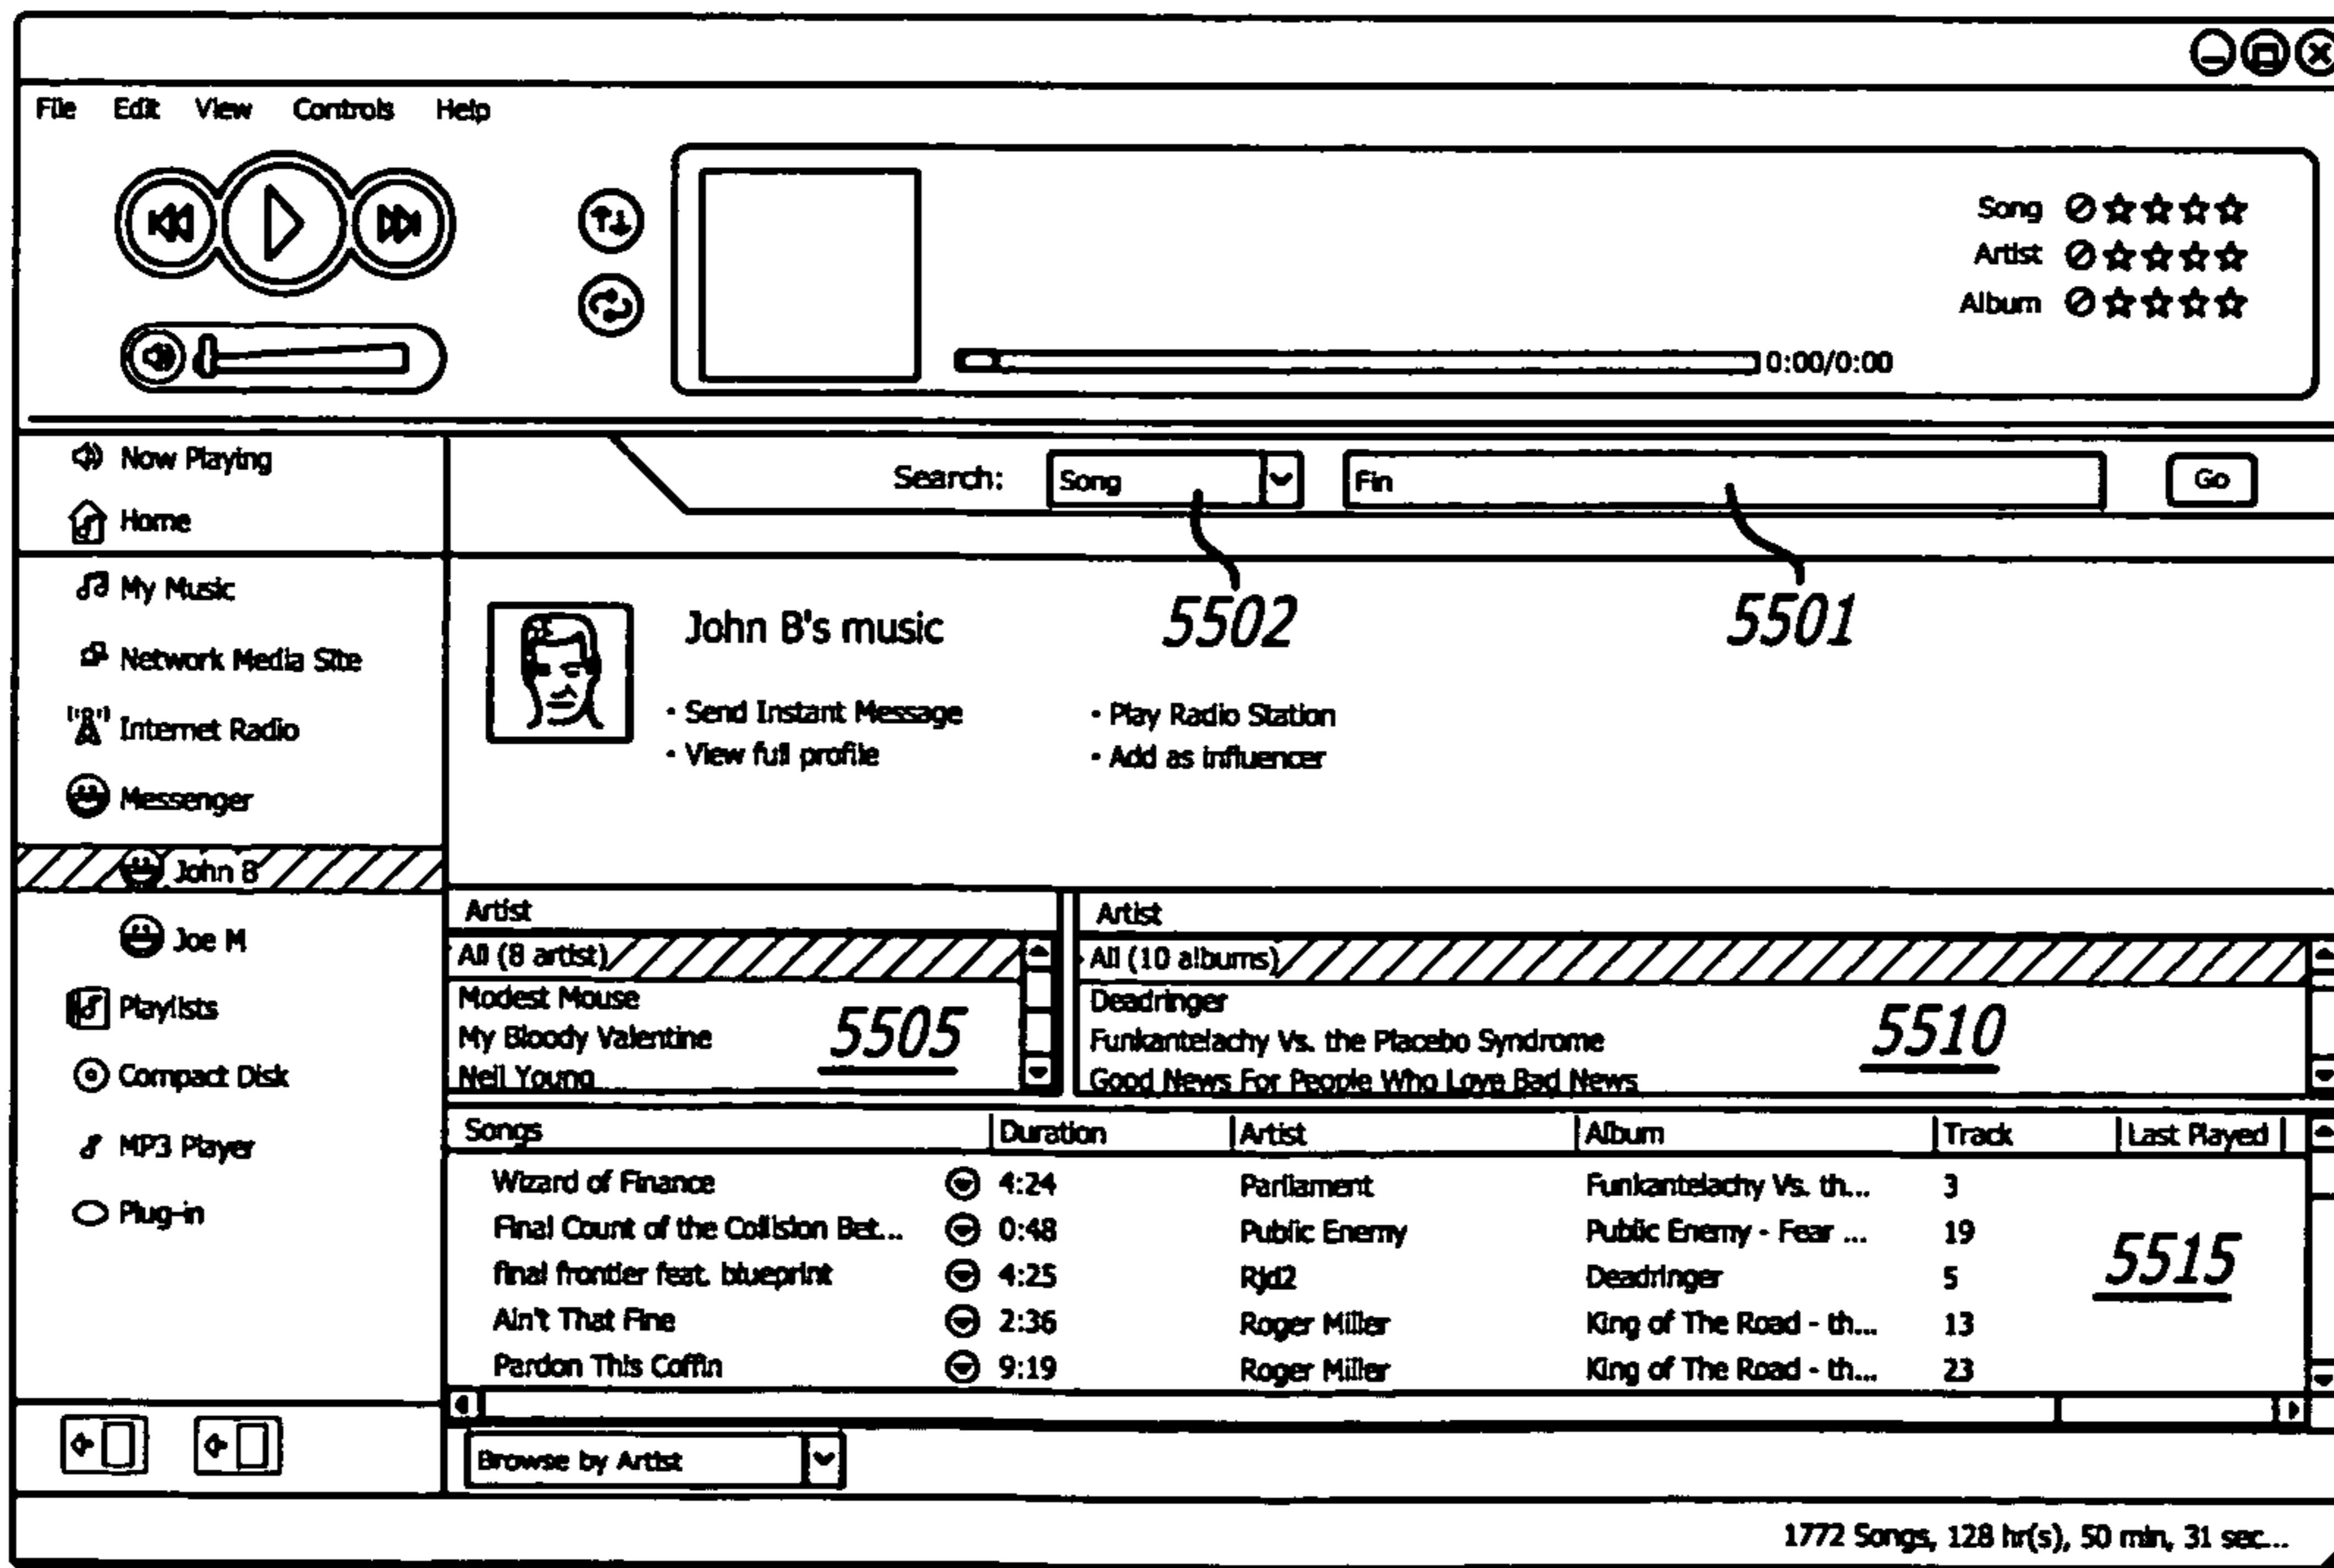 File Edit View Controls Help
Song
Artist
Album
0:00/0:00
Now Playing
Home
Search: Song Fin Go
5502 5501
My Music
Network Media Site
Internet Radio
Messenger
John B
Joe M
Playlists
Compact Disk
MP3 Player
Plug-in
John B's music
· Send Instant Message · Play Radio Station
· View full profile · Add as influencer
Artist
All (8 artist)
Modest Mouse
My Bloody Valentine
Neil Young
5505
Artist
All (10 albums)
Deadringer
Funkantelachy Vs. the Placebo Syndrome
Good News For People Who Love Bad News
5510
Songs Duration Artist Album Track Last Played
Wizard of Finance 4:24 Parliament Funkantelachy Vs. th... 3
Final Count of the Collision Bet... 0:48 Public Enemy Public Enemy - Fear ... 19
final frontier feat. blueprint 4:25 Rjd2 Deadringer 5
Ain't That Fine 2:36 Roger Miller King of The Road - th... 13
Pardon This Coffin 9:19 Roger Miller King of The Road - th... 23
5515
Browse by Artist
1772 Songs, 128 hr(s), 50 min, 31 sec...